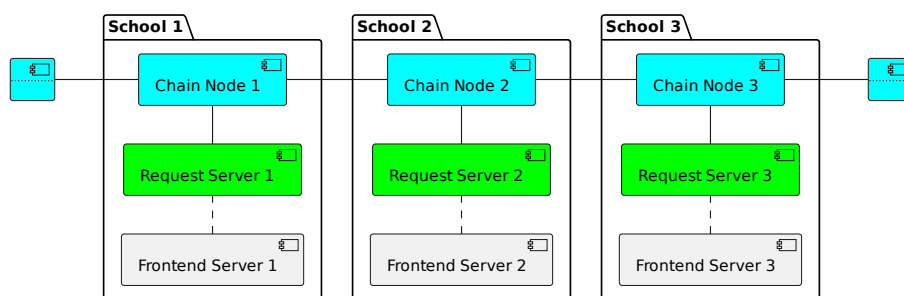 School 1
School 2
School 3
Chain Node 1
Chain Node 2
Chain Node 3
Request Server 1
Request Server 2
Request Server 3
Frontend Server 1
Frontend Server 2
Frontend Server 3